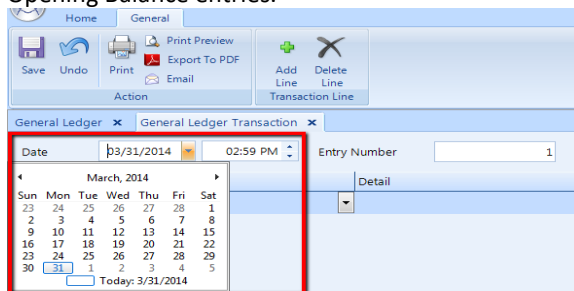 Opening Balance entries.
Home General
Print Preview
Export To PDF
Email
Save Undo Print
Add Line
Delete Line
Action
Transaction Line
General Ledger × General Ledger Transaction ×
Date 03/31/2014 02:59 PM Entry Number 1
Detail
March, 2014
Sun Mon Tue Wed Thu Fri Sat
23 24 25 26 27 28 1
2 3 4 5 6 7 8
9 10 11 12 13 14 15
16 17 18 19 20 21 22
23 24 25 26 27 28 29
30 31 1 2 3 4 5
Today: 3/31/2014